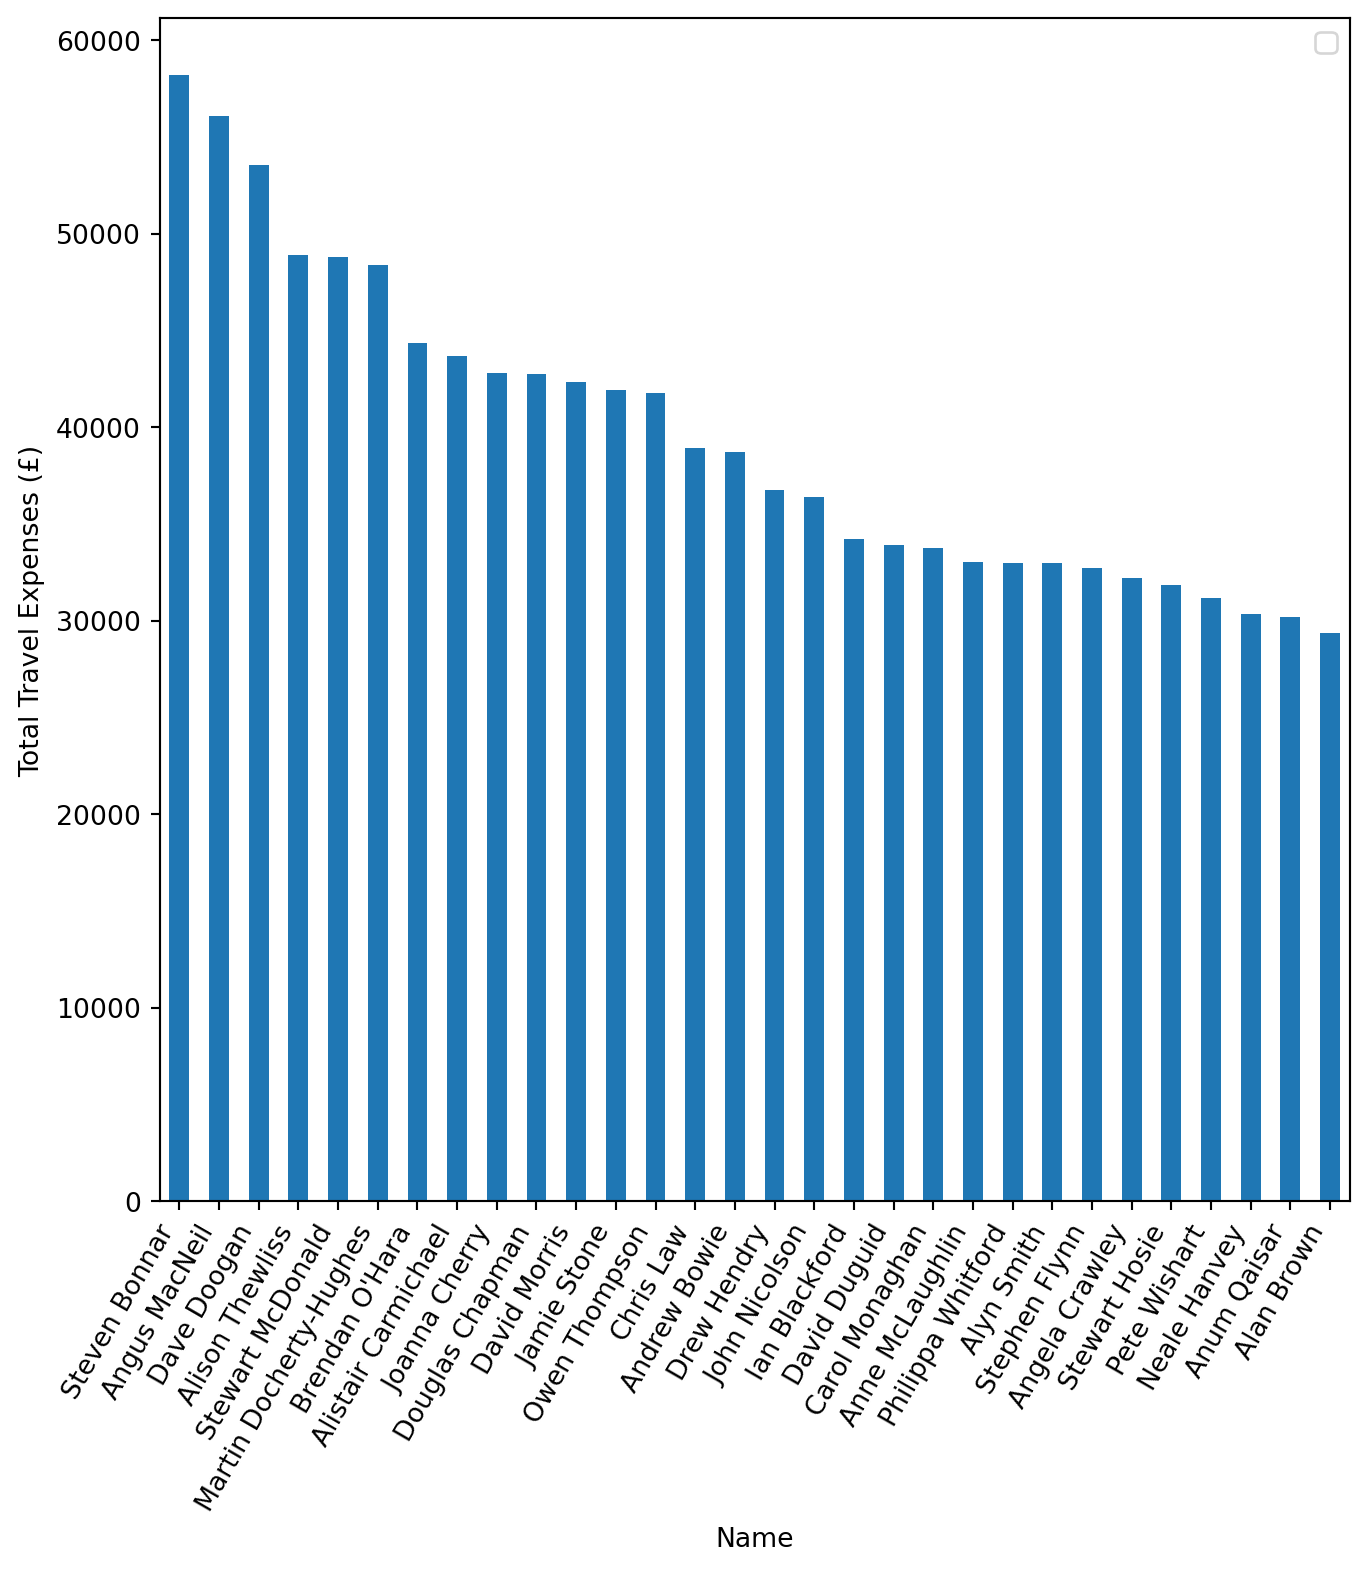 60000
50000
40000
30000
20000
10000
0
Total Travel Expenses (£)
Steven Bonnar
Angus MacNeil
Dave Doogan
Alison Thewliss
Stewart McDonald
Martin Docherty-Hughes
Brendan O'Hara
Alistair Carmichael
Joanna Cherry
Douglas Chapman
David Morris
Jamie Stone
Owen Thompson
Chris Law
Andrew Bowie
Drew Hendry
John Nicolson
Ian Blackford
David Duguid
Carol Monaghan
Anne McLaughlin
Philippa Whitford
Alyn Smith
Stephen Flynn
Angela Crawley
Stewart Hosie
Pete Wishart
Neale Hanvey
Anum Qaisar
Alan Brown
Name